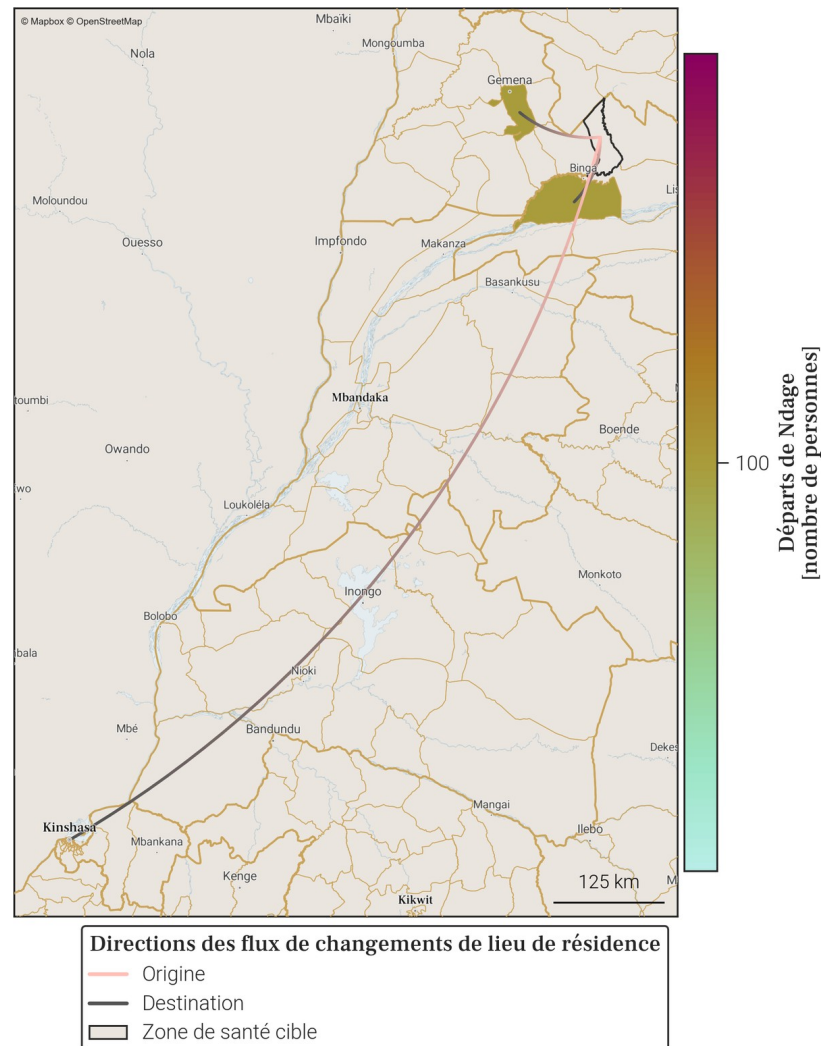 © Mapbox © OpenStreetMap
Mbaïki
Mongoumba
Nola
Gemena
Binga
Lis
Moloundou
Ouesso
Impfondo
Makanza
Basankusu
Mbandaka
toumbi
Boende
Owando
wo
Loukoléla
Monkoto
Inongo
Bolobo
bala
Nioki
Mbé
Bandundu
Dekes
Mangai
Kinshasa
Mbankana
Ilebo
Kenge
Kikwit
M
125 km
100
Départs de Ndage
[nombre de personnes]
Directions des flux de changements de lieu de résidence
Origine
Destination
Zone de santé cible